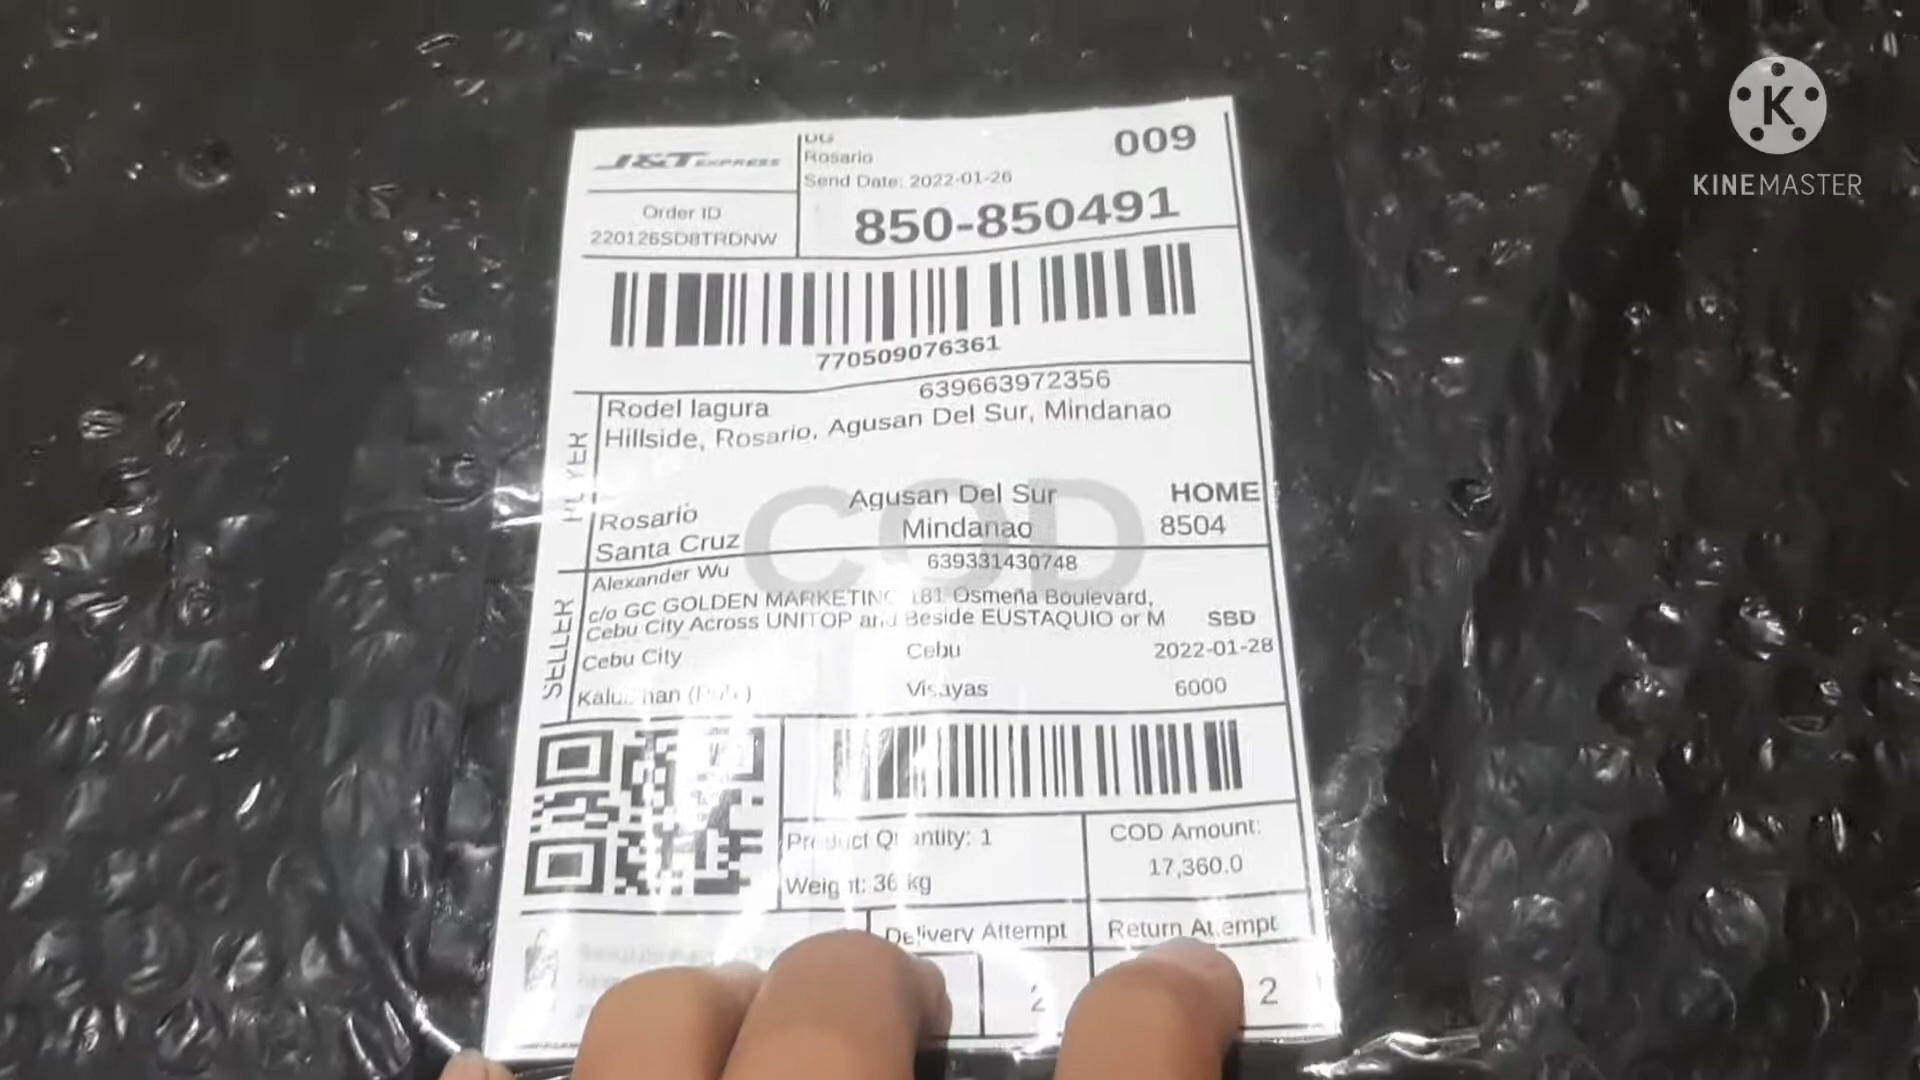 K
KINEMASTER
J&T EXPRESS
Rosario
009
Send Date: 2022-01-26
Order ID
220126SD8TRDNW
850-850491
770509076361
639663972356
Rodel lagura
Hillside, Rosario, Agusan Del Sur, Mindanao
COD
Rosario
Agusan Del Sur
HOME
Santa Cruz
Mindanao
8504
SELLER
Alexander Wu
639331430748
c/o GC GOLDEN MARKETING 181 Osmeña Boulevard,
Cebu City Across UNITOP and Beside EUSTAQUIO or M
SBD
Cebu City
Cebu
2022-01-28
Visayas
6000
Product Quantity: 1
COD Amount:
Weight: 36 kg
17,360.0
Delivery Attempt
Return Attempt
2
2